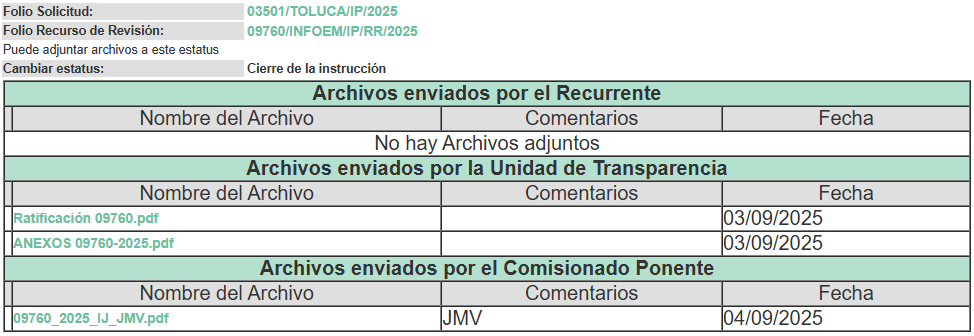 Folio Solicitud: 03501/TOLUCA/IP/2025
Folio Recurso de Revisión: 09760/INFOEM/IP/RR/2025
Puede adjuntar archivos a este estatus
Cambiar estatus: Cierre de la instrucción
Archivos enviados por el Recurrente
Nombre del Archivo Comentarios Fecha
No hay Archivos adjuntos
Archivos enviados por la Unidad de Transparencia
Nombre del Archivo Comentarios Fecha
Ratificación 09760.pdf 03/09/2025
ANEXOS 09760-2025.pdf 03/09/2025
Archivos enviados por el Comisionado Ponente
Nombre del Archivo Comentarios Fecha
09760_2025_IJ_JMV.pdf JMV 04/09/2025